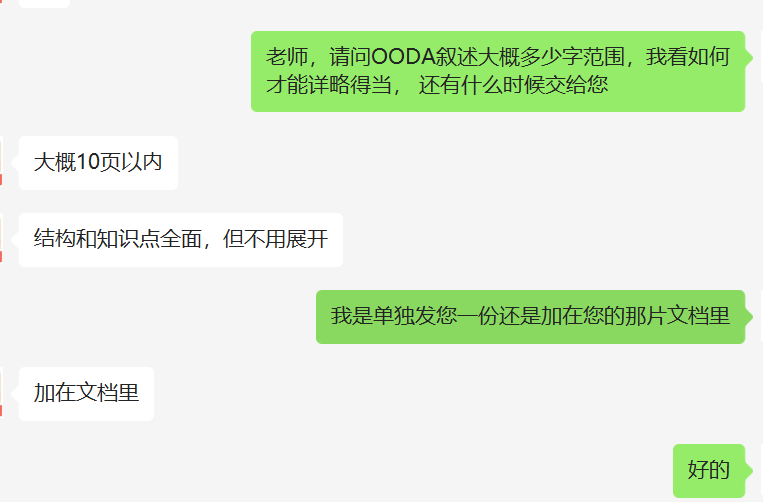 老师，请问OODA叙述大概多少字范围，我看如何
才能详略得当， 还有什么时候交给您
大概10页以内
结构和知识点全面，但不用展开
我是单独发您一份还是加在您的那片文档里
加在文档里
好的